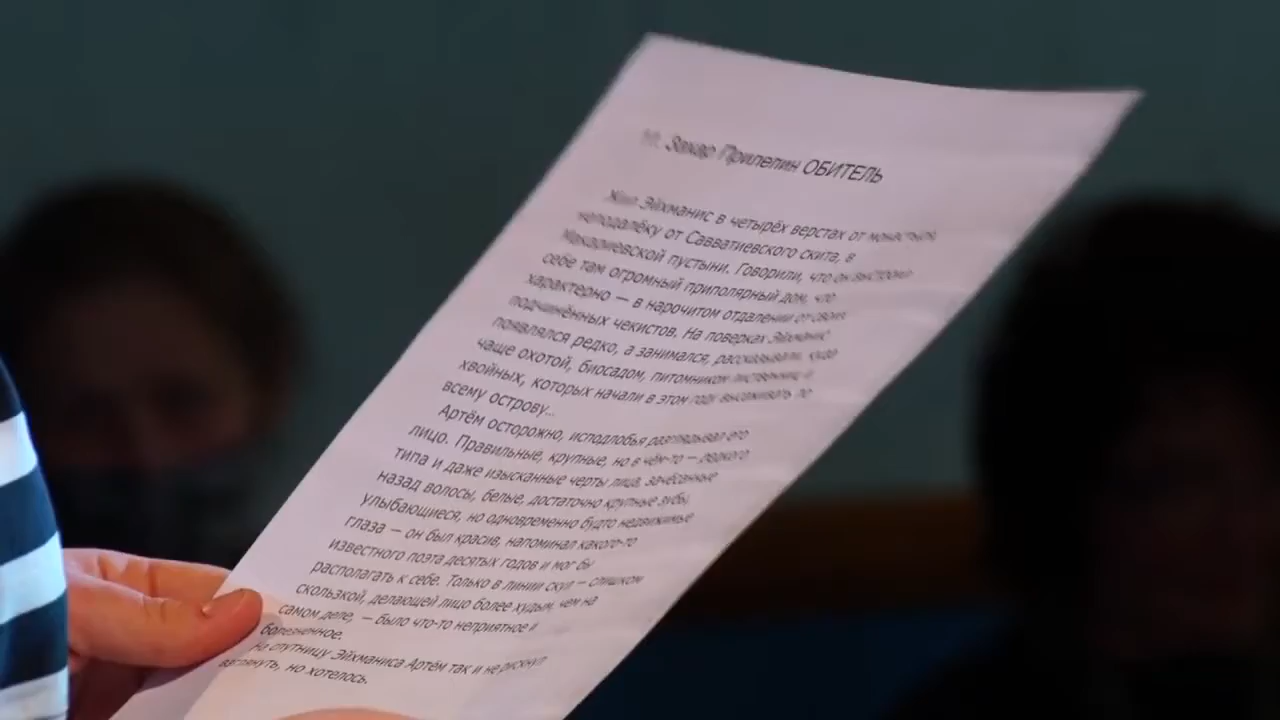 Захар Прилепин ОБИТЕЛЬ
Жил Эйхманис в четырёх верстах от монастыря,
неподалёку от Савватиевского скита, в
Макариевской пустыни. Говорили, что он выстроил
себе там огромный приполярный дом, что
характерно — в нарочитом отдалении от своих
подчинённых чекистов. На поверках Эйхманис
появлялся редко, а занимался, рассказывали, куда
чаще охотой, биосадом, питомником лиственниц и
хвойных, которых начали в этом году высаживать по
всему острову...
Артём осторожно, исподлобья разглядывал его
лицо. Правильные, крупные, но в чём-то — редкого
типа и даже изысканные черты лица, зачёсанные
назад волосы, белые, достаточно крупные зубы,
улыбающиеся, но одновременно будто недвижимые
глаза — он был красив, напоминал какого-то
известного поэта десятых годов и мог бы
располагать к себе. Только в линии скул — слишком
скользкой, делающей лицо более худым, чем на
самом деле, — было что-то неприятное и
болезненное.
На спутницу Эйхманиса Артём так и не рискнул
взглянуть, но хотелось.